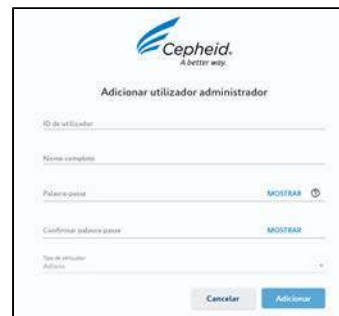 Cepheid.
A better way.
Adicionar utilizador administrador
ID de utilizador
Nome completo
Palavra-passe MOSTRAR
Confirmar palavra-passe MOSTRAR
Tipo de utilizador
Admin
Cancelar Adicionar